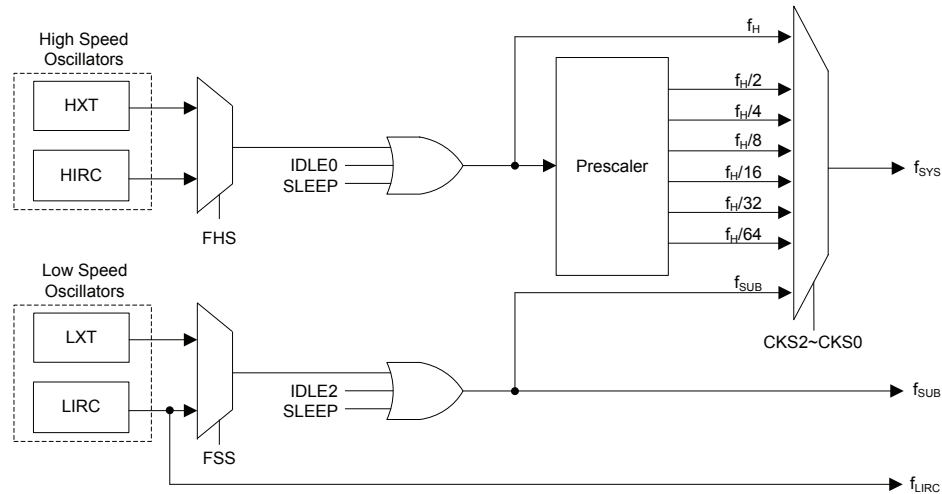 High Speed
Oscillators
HXT
HIRC
FHS
IDLE0
SLEEP
Prescaler
fH
fH/2
fH/4
fH/8
fH/16
fH/32
fH/64
fSUB
CKS2~CKS0
fSYS
Low Speed
Oscillators
LXT
LIRC
FSS
IDLE2
SLEEP
fSUB
fLIRC